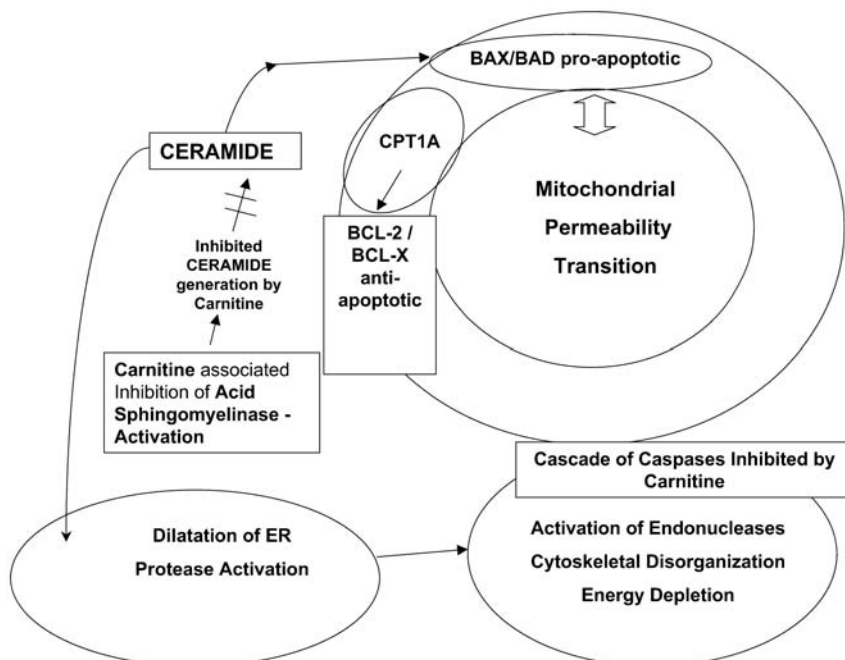 BAX/BAD pro-apoptotic
CPT1A
CERAMIDE
Mitochondrial
Permeability
Transition
BCL-2 /
BCL-X
anti-
apoptotic
Inhibited
CERAMIDE
generation by
Carnitine
Carnitine associated
Inhibition of Acid
Sphingomyelinase -
Activation
Cascade of Caspases Inhibited by
Carnitine
Dilatation of ER
Protease Activation
Activation of Endonucleases
Cytoskeletal Disorganization
Energy Depletion